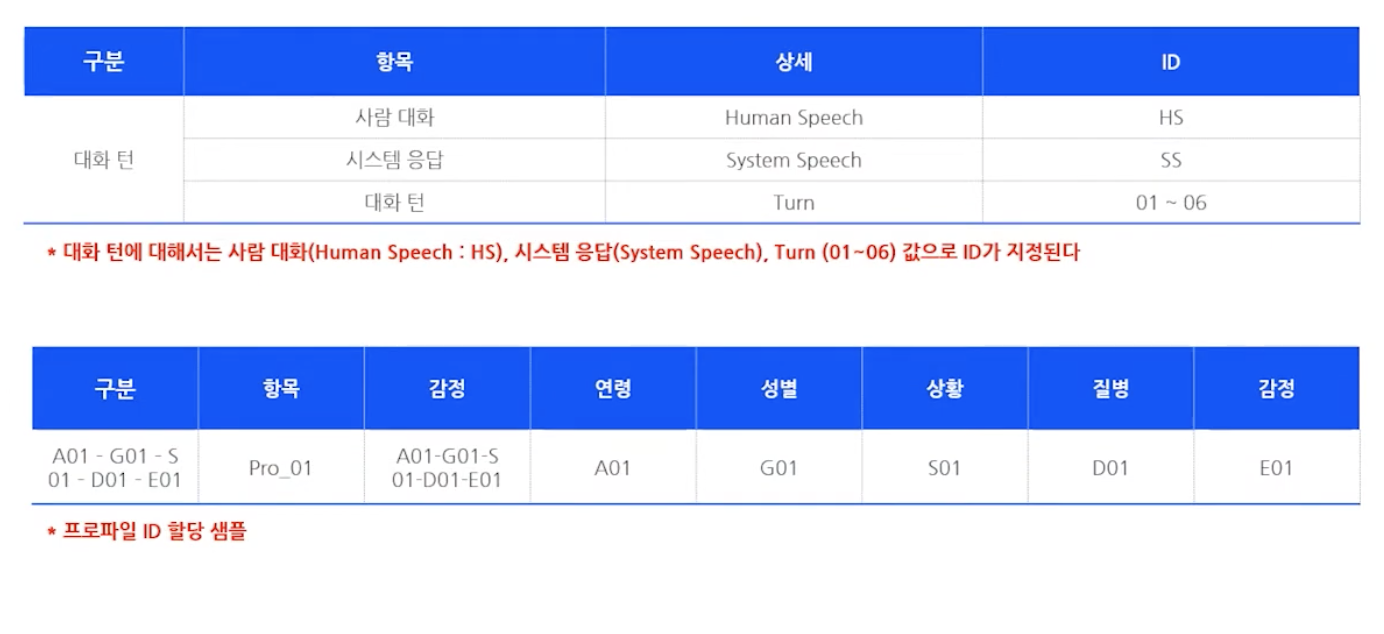 구분 항목 상세 ID
사람 대화 Human Speech HS
대화 턴 시스템 응답 System Speech SS
대화 턴 Turn 01 ~ 06
* 대화 턴에 대해서는 사람 대화(Human Speech : HS), 시스템 응답(System Speech), Turn (01~06) 값으로 ID가 지정된다
구분 항목 감정 연령 성별 상황 질병 감정
A01 - G01 - S
01 - D01 - E01
Pro_01
A01-G01-S
01-D01-E01
A01 G01 S01 D01 E01
* 프로파일 ID 할당 샘플